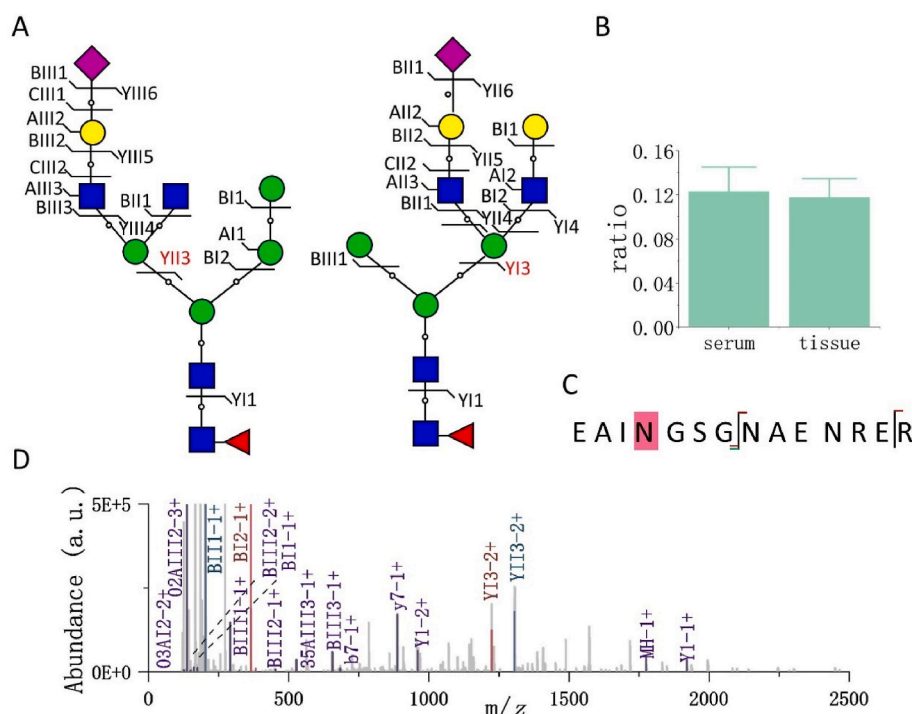 A
BIII1
YIII6
CIII1
AIII2
BIII2
YIII5
CIII2
AIII3
BIII3
BII1
YIII4
YII3
BI1
AI1
BI2
YI1
BII1
YII6
AII2
BII2
YII5
CII2
AII3
BII1
YII4
BI1
AI2
BI2
YI4
BIII1
YI3
YI1
B
ratio
0.16
0.12
0.08
0.04
0.00
serum
tissue
C
E A I N G S G N A E N R E R
D
Abundance (a.u.)
5E+5
0E+0
O3AI2-2+
O2AIII2-3+
BII1-1+
BI2-1+
BIII2-2+
BI1-1+
BIII1-1+
BIII2-1+
35AIII3-1+
BIII3-1+
b7-1+
y7-1+
Y1-2+
YI3-2+
YII3-2+
MH-1+
Y1-1+
0
500
1000
1500
2000
2500
m/z